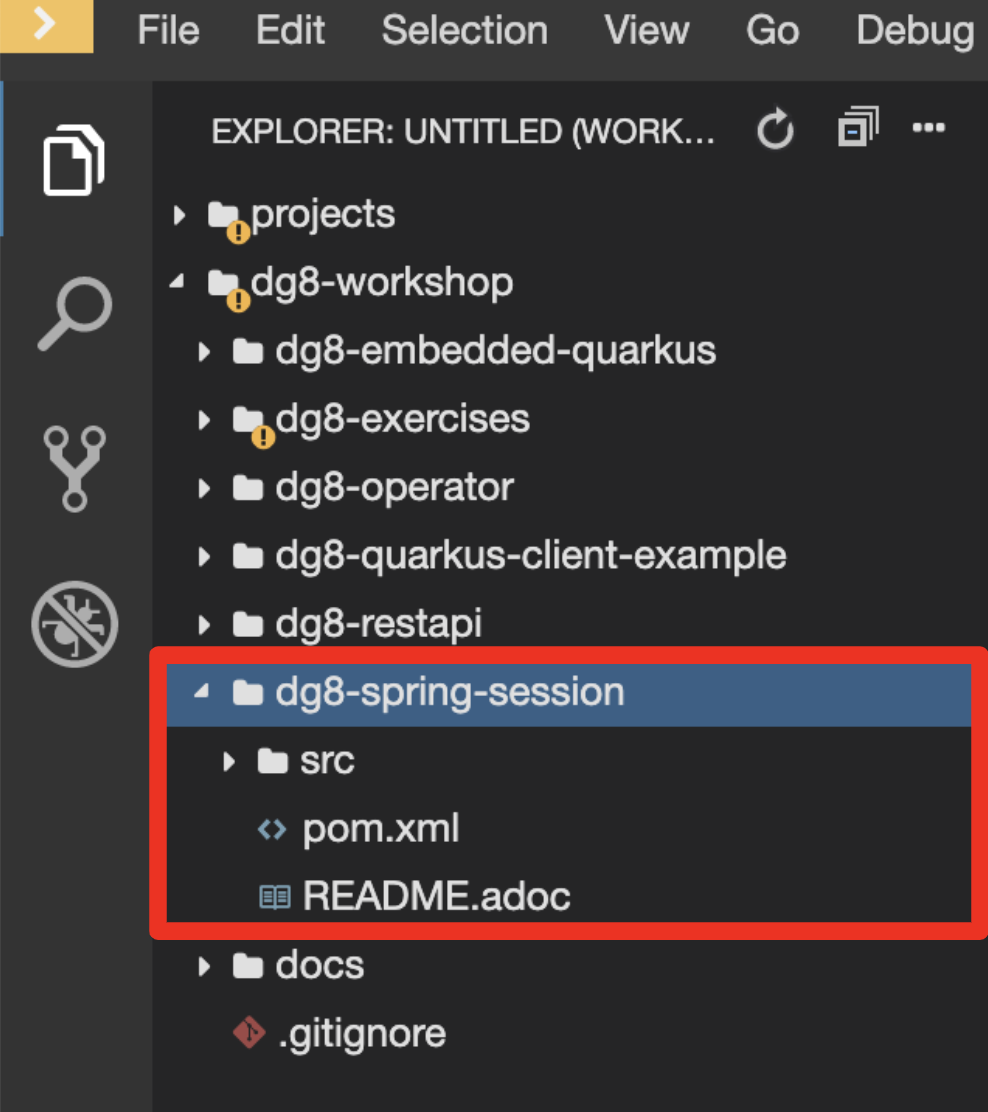 File Edit Selection View Go Debug
EXPLORER: UNTITLED (WORK...
projects
dg8-workshop
dg8-embedded-quarkus
dg8-exercises
dg8-operator
dg8-quarkus-client-example
dg8-restapi
dg8-spring-session
src
pom.xml
README.adoc
docs
.gitignore